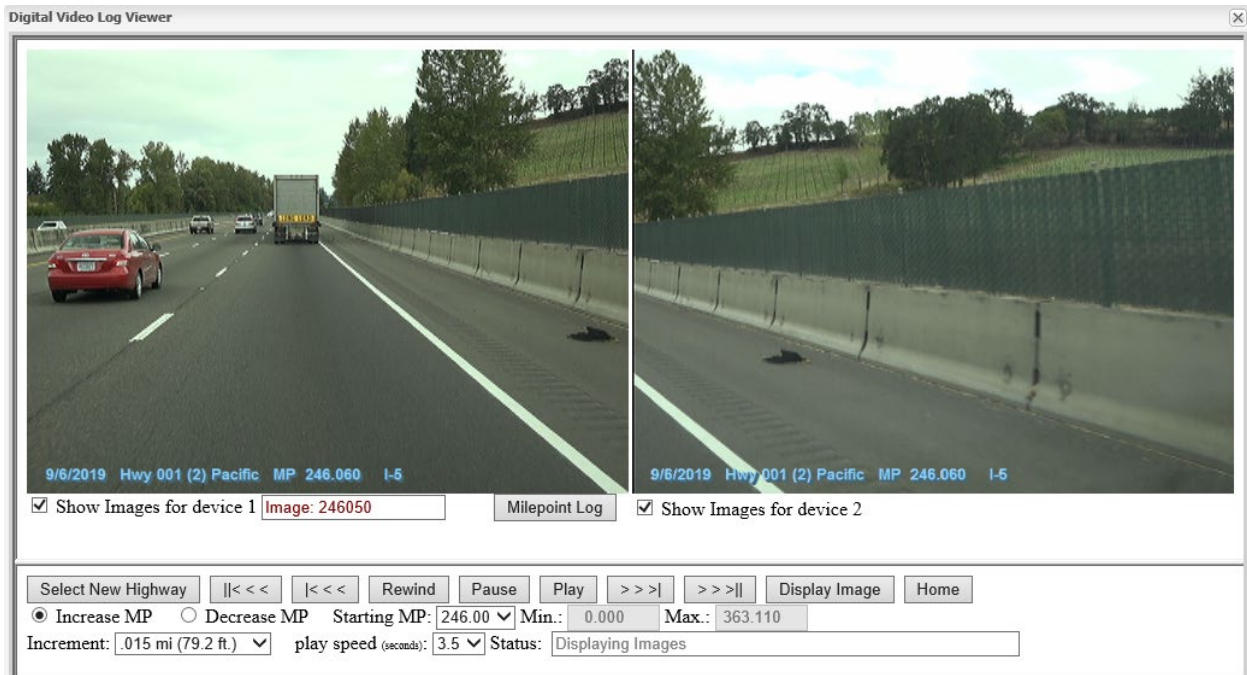 Digital Video Log Viewer
LONG LOAD
9/6/2019 Hwy 001 (2) Pacific MP 246.060 I-5
9/6/2019 Hwy 001 (2) Pacific MP 246.060 I-5
Show Images for device 1 Image: 246050 Milepoint Log Show Images for device 2
Select New Highway ||< < < |< < < Rewind Pause Play > > >| > > >|| Display Image Home
Increase MP Decrease MP Starting MP: 246.00 Min.: 0.000 Max.: 363.110
Increment: .015 mi (79.2 ft.) play speed (seconds): 3.5 Status: Displaying Images